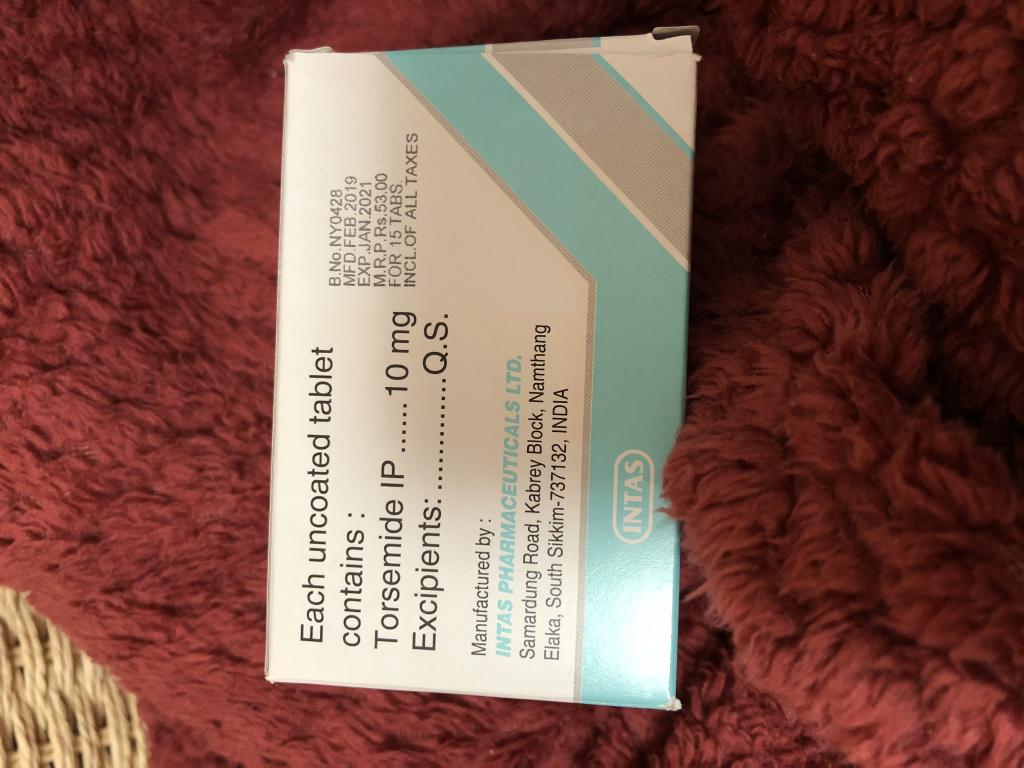 Each uncoated tablet
contains :
Torsemide IP ...... 10 mg
Excipients: ..............Q.S.
B.No.NY0428
MFD.FEB.2019
EXP.JAN.2021
M.R.P.Rs.53.00
FOR 15 TABS.
INCL.OF ALL TAXES
Manufactured by :
INTAS PHARMACEUTICALS LTD.
Samardung Road, Kabrey Block, Namthang
Elaka, South Sikkim-737132, INDIA
INTAS